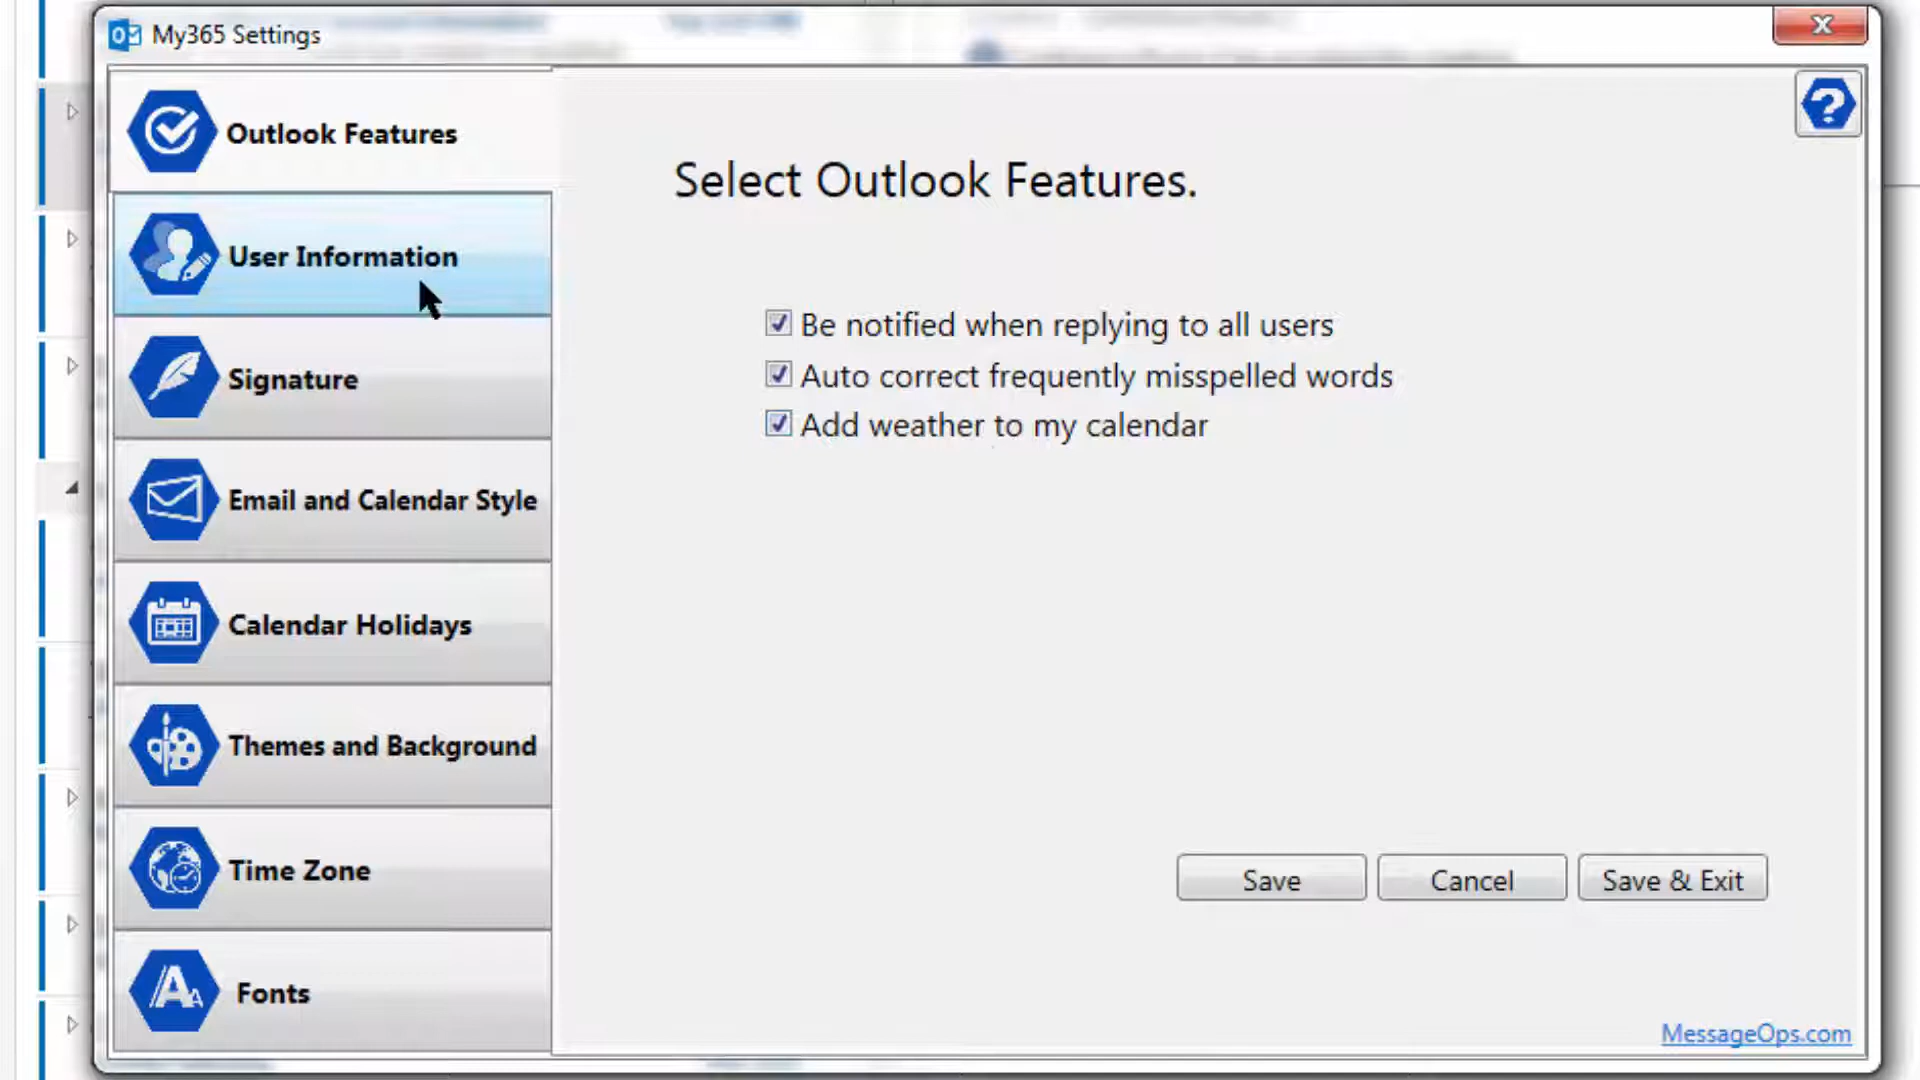 My365 Settings
Outlook Features
User Information
Signature
Email and Calendar Style
Calendar Holidays
Themes and Background
Time Zone
Fonts
Select Outlook Features.
Be notified when replying to all users
Auto correct frequently misspelled words
Add weather to my calendar
Save
Cancel
Save & Exit
MessageOps.com